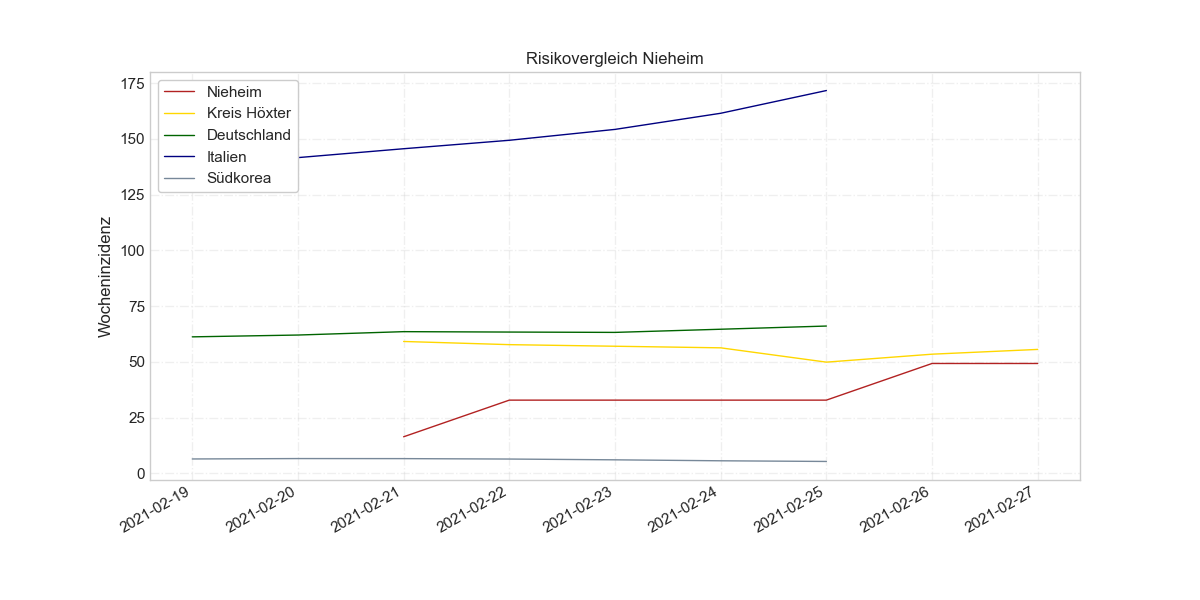 Risikovergleich Nieheim
Wocheninzidenz
175
150
125
100
75
50
25
0
Nieheim
Kreis Höxter
Deutschland
Italien
Südkorea
2021-02-19
2021-02-20
2021-02-21
2021-02-22
2021-02-23
2021-02-24
2021-02-25
2021-02-26
2021-02-27